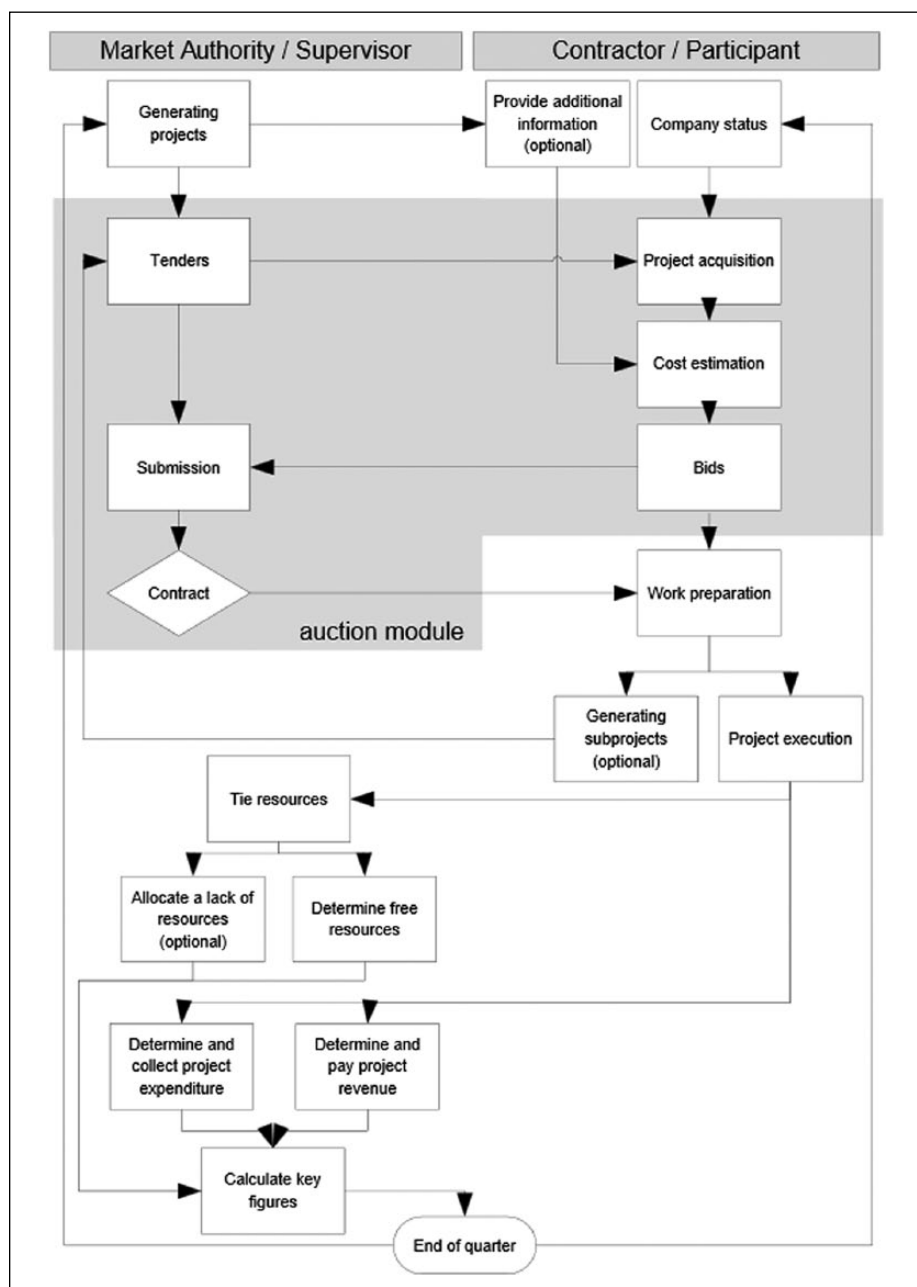 Market Authority / Supervisor
Contractor / Participant
Generating
projects
Provide additional
information
(optional)
Company status
Tenders
Project acquisition
Cost estimation
Submission
Bids
Contract
Work preparation
auction module
Generating
subprojects
(optional)
Project execution
Tie resources
Allocate a lack of
resources
(optional)
Determine free
resources
Determine and
collect project
expenditure
Determine and
pay project
revenue
Calculate key
figures
End of quarter